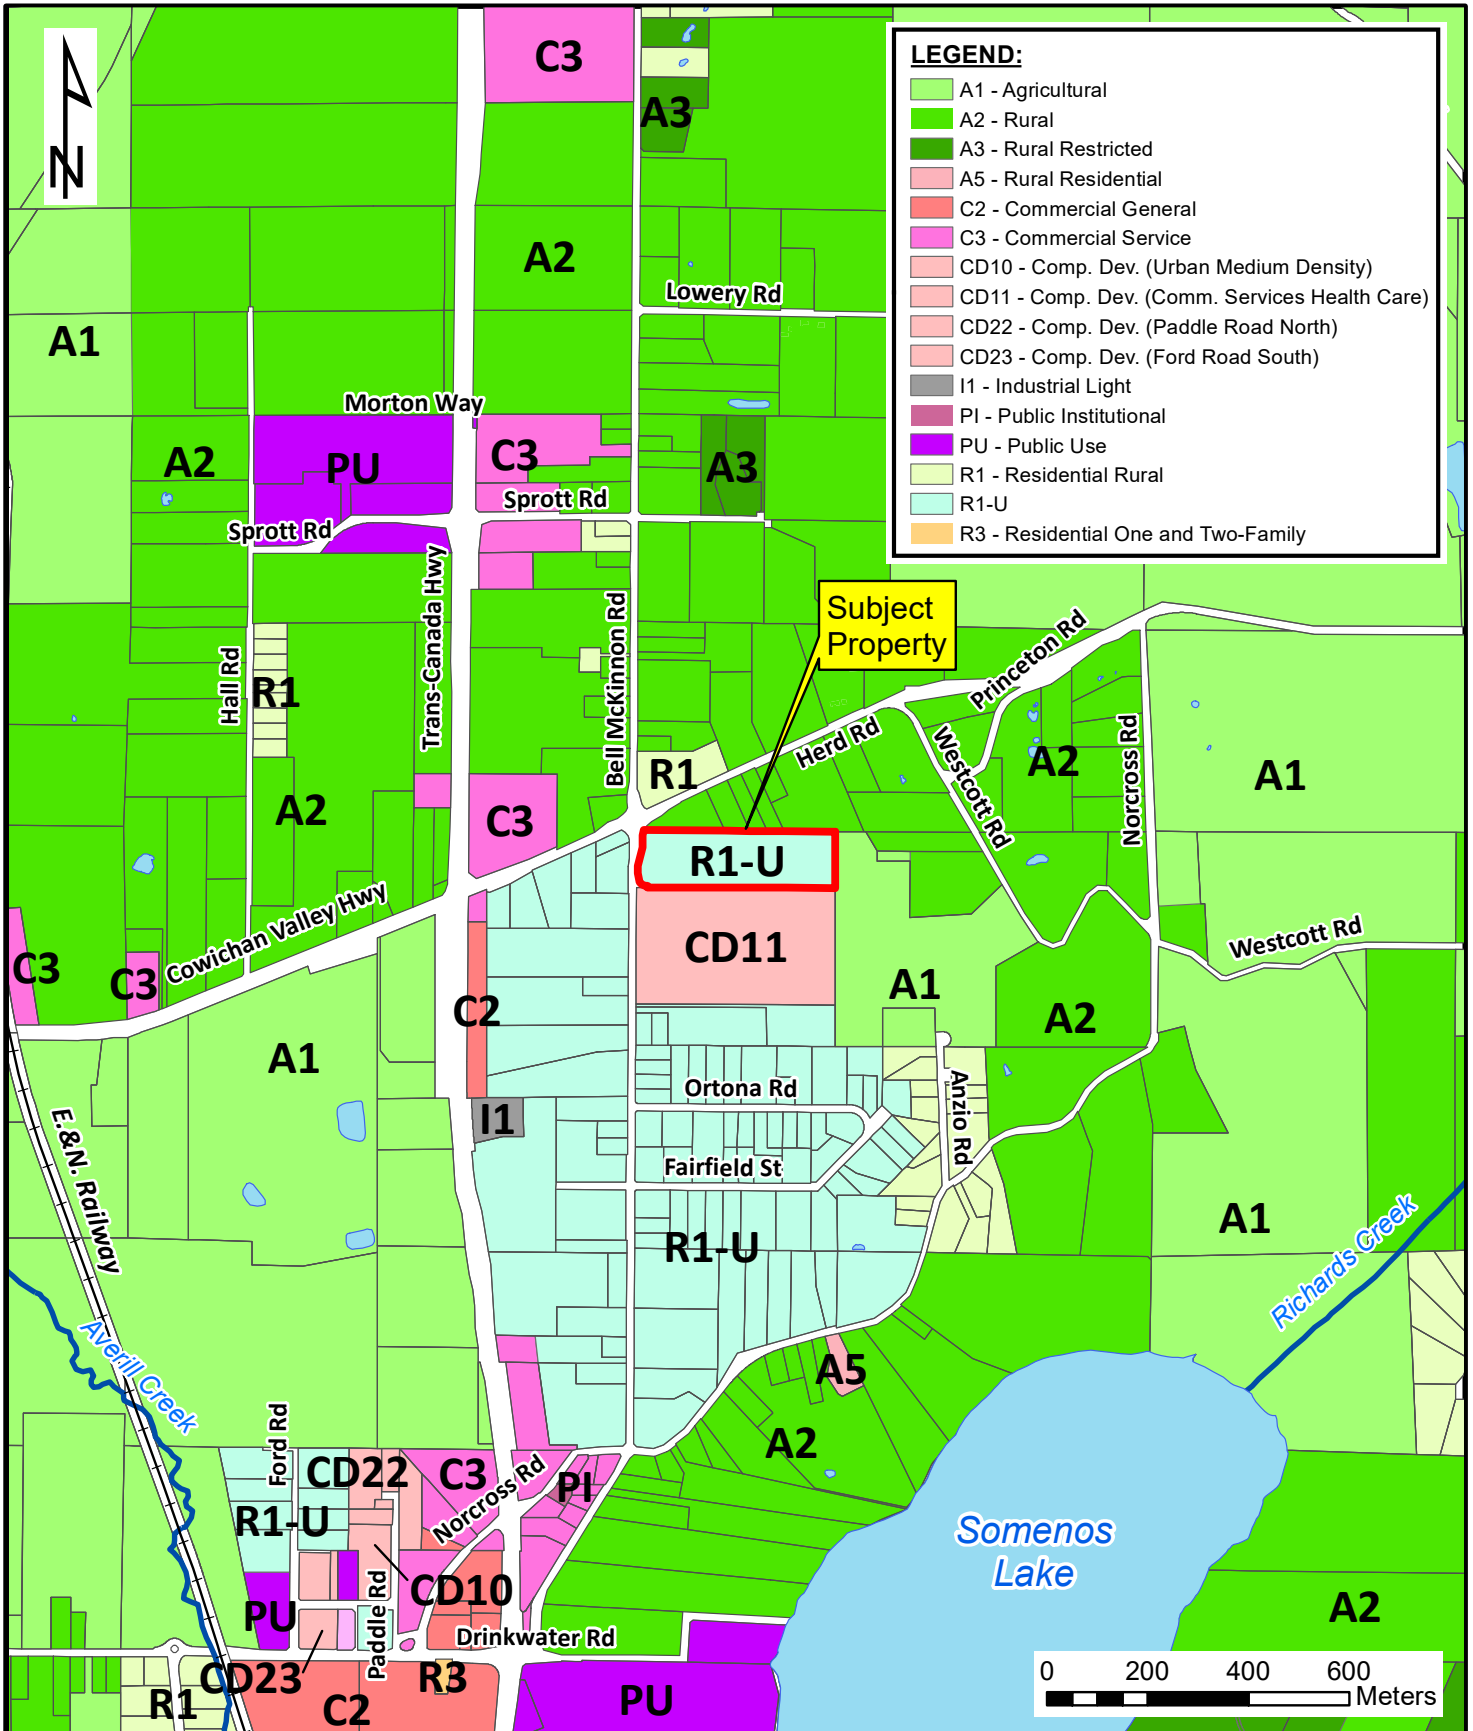 C3
N
A3
LEGEND:
A1 - Agricultural
A2 - Rural
A3 - Rural Restricted
A5 - Rural Residential
C2 - Commercial General
C3 - Commercial Service
CD10 - Comp. Dev. (Urban Medium Density)
CD11 - Comp. Dev. (Comm. Services Health Care)
CD22 - Comp. Dev. (Paddle Road North)
CD23 - Comp. Dev. (Ford Road South)
I1 - Industrial Light
PI - Public Institutional
PU - Public Use
R1 - Residential Rural
R1-U
R3 - Residential One and Two-Family
A2
Lowery Rd
A1
Morton Way
A2
PU
C3
A3
Sprott Rd
Sprott Rd
Trans-Canada Hwy
Bell McKinnon Rd
Hall Rd
Subject
Property
Princeton Rd
R1
Herd Rd
Westcott Rd
Norcross Rd
A2
A1
R1
A2
C3
R1-U
Cowichan Valley Hwy
C3
C3
CD11
Westcott Rd
A1
C2
A2
A1
Ortona Rd
Anzio Rd
I1
E.&N. Railway
Fairfield St
R1-U
A1
Richards Creek
Averill Creek
A5
A2
Ford Rd
CD22
C3
Norcross Rd
PI
R1-U
Somenos
Lake
CD10
PU
Paddle Rd
A2
Drinkwater Rd
CD23
R3
R1
C2
PU
0 200 400 600
Meters